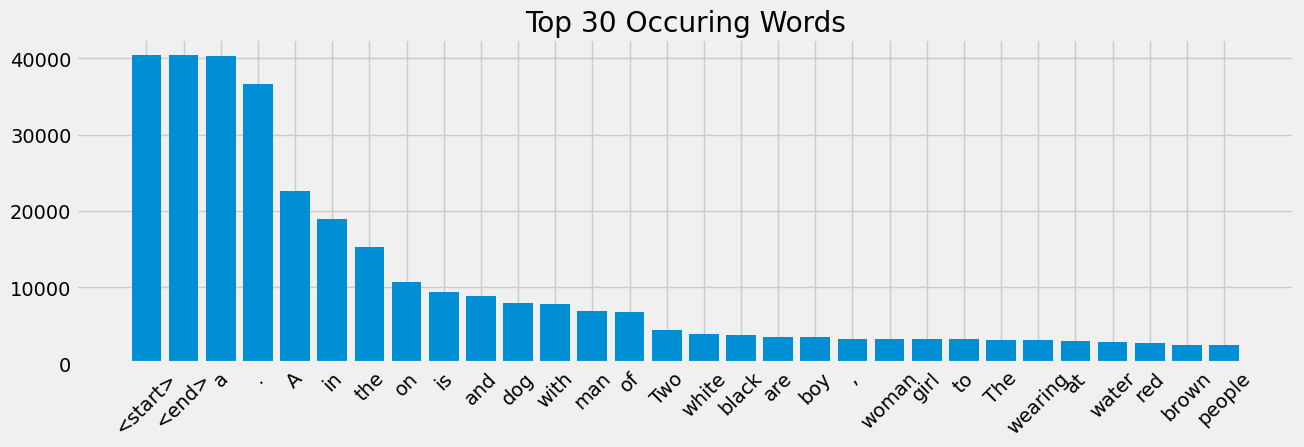 Top 30 Occuring Words
40000
30000
20000
10000
0
<start>
<end>
a
.
A
in
the
on
is
and
dog
with
man
of
Two
white
black
are
boy
,
woman
girl
to
The
wearing
at
water
red
brown
people